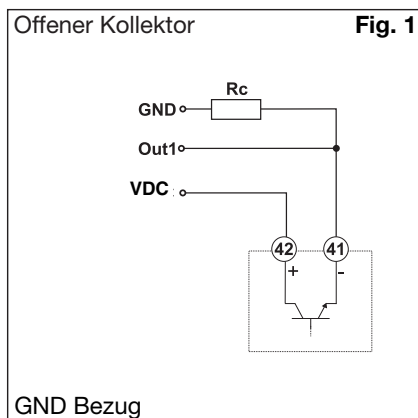 Offener Kollektor Fig. 1
Rc
GND
Out1
VDC :
42 41
+ -
GND Bezug